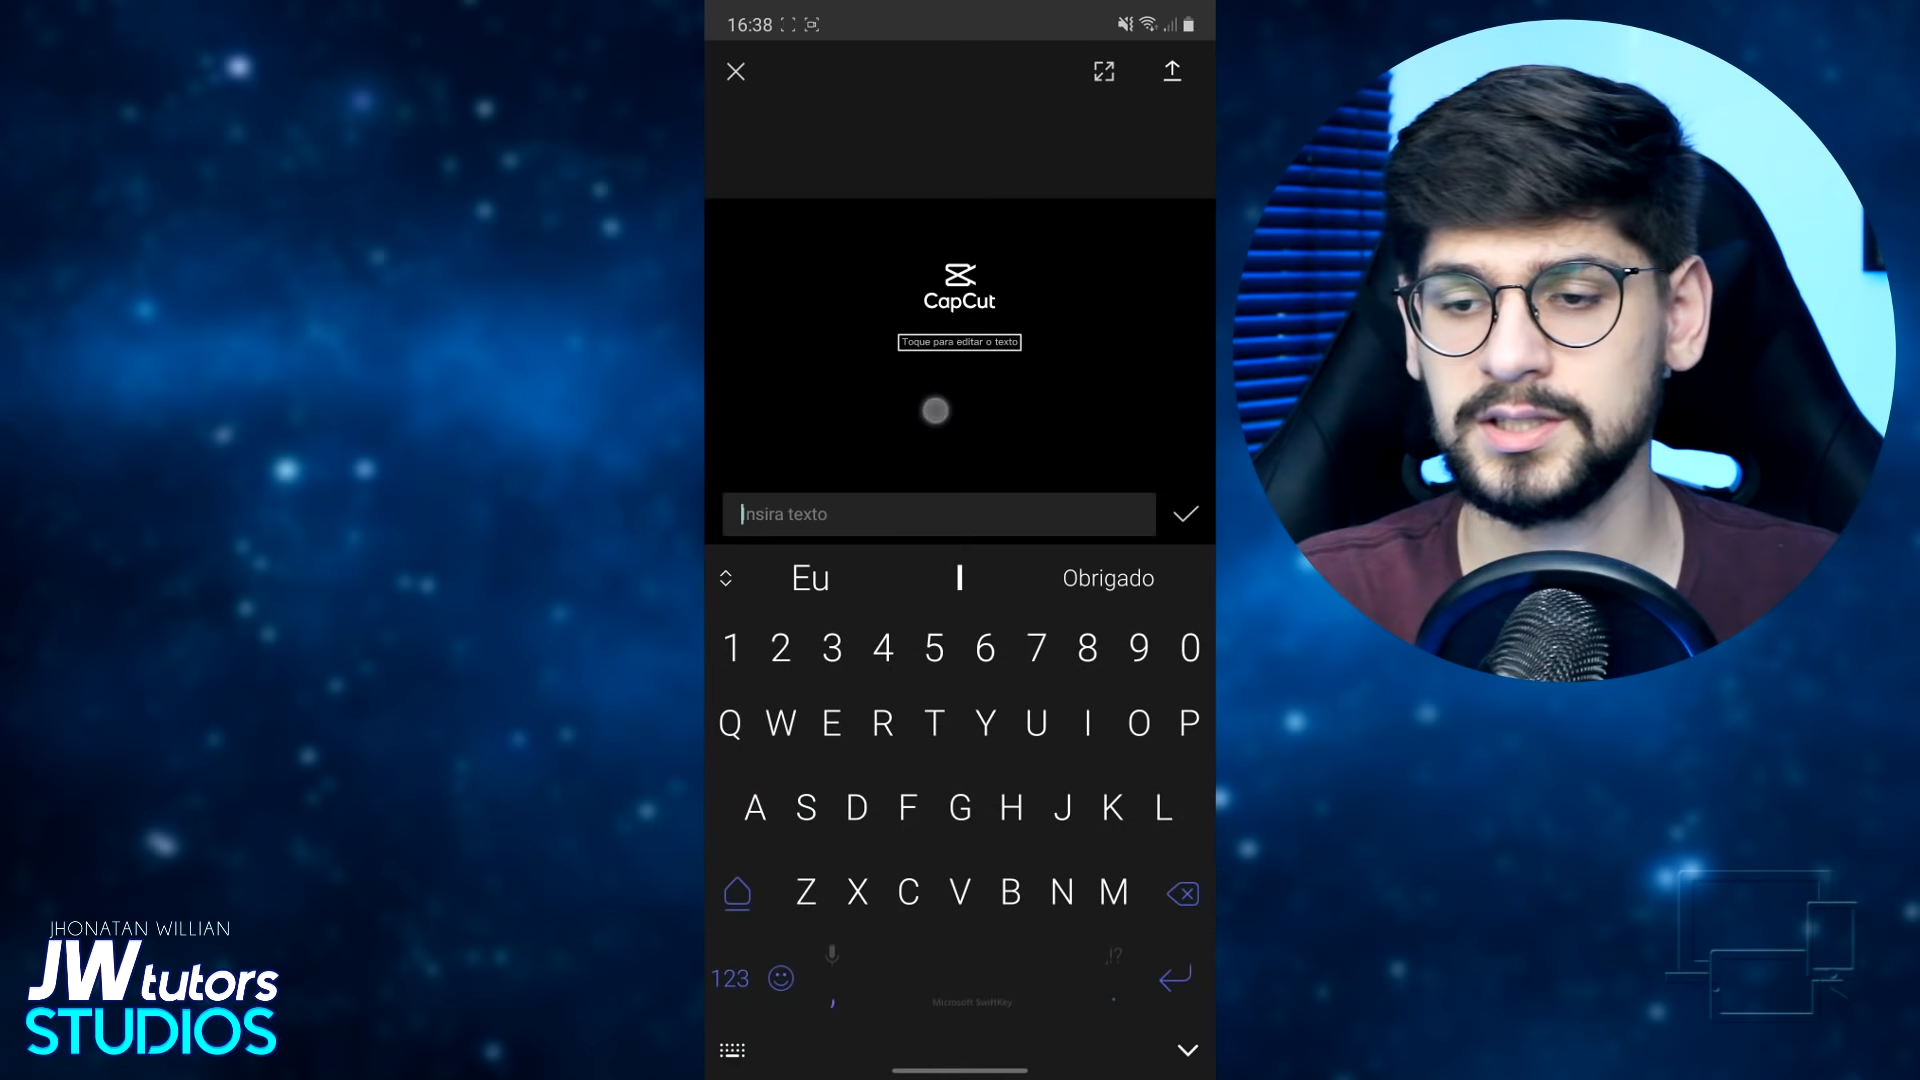 16:38
CapCut
Toque para editar o texto
Insira texto
Eu I Obrigado
1 2 3 4 5 6 7 8 9 0
Q W E R T Y U I O P
A S D F G H J K L
Z X C V B N M
,!?
123 , Microsoft SwiftKey .
JHONATAN WILLIAN
JW tutors
STUDIOS